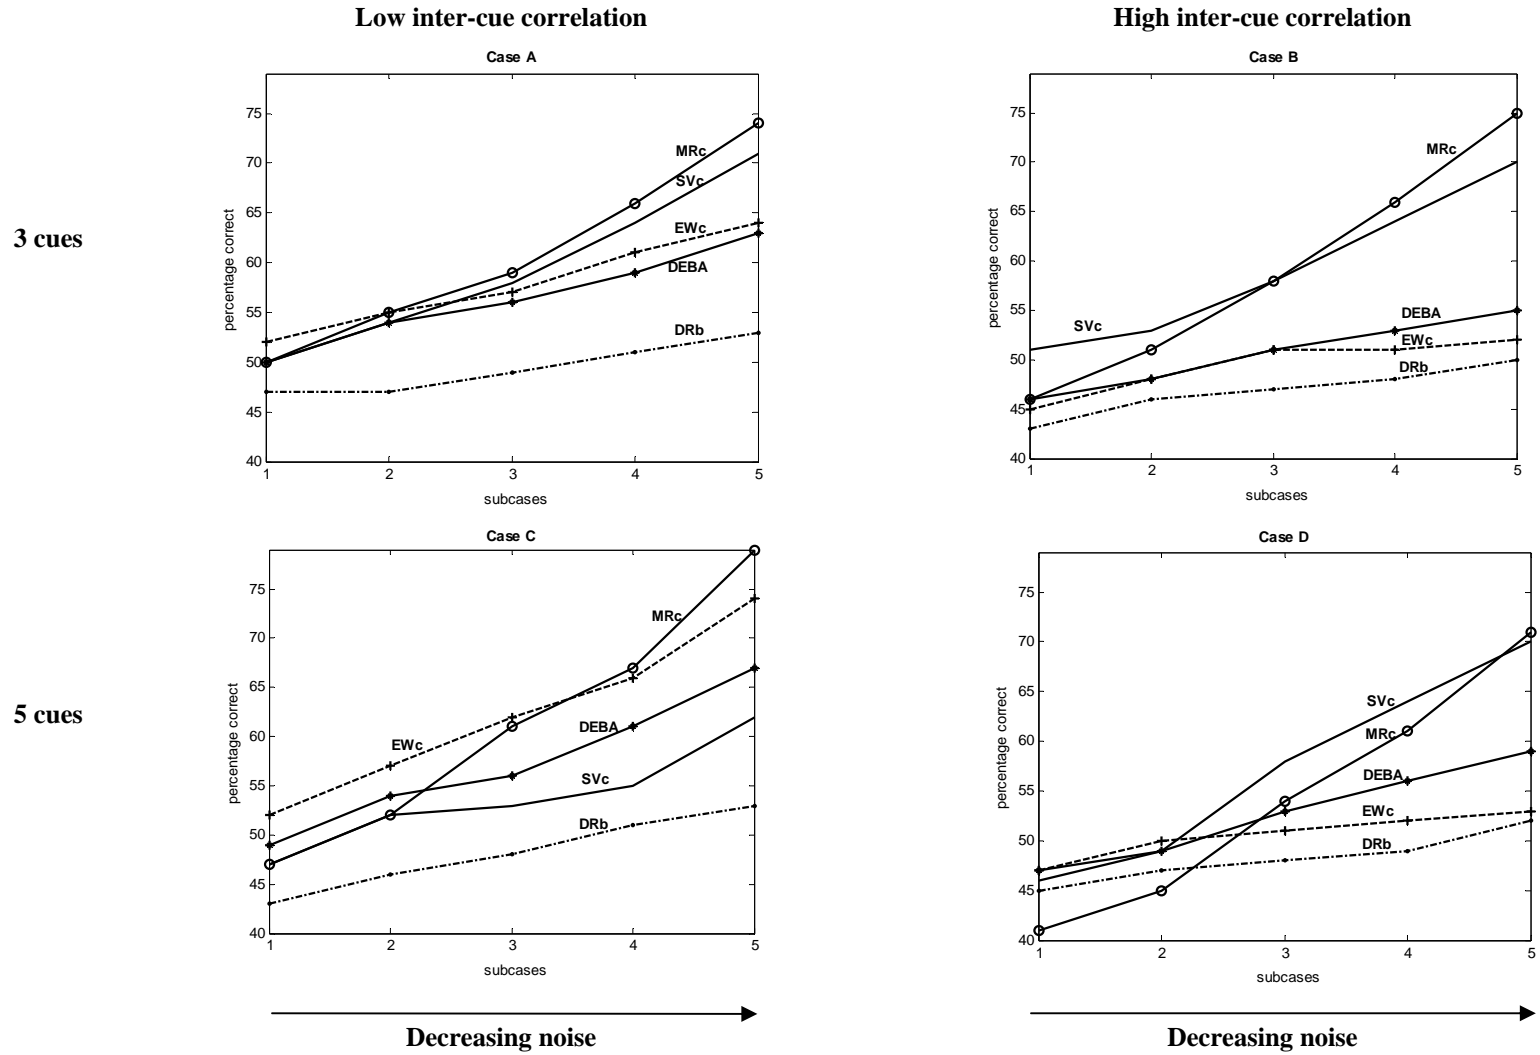 Low inter-cue correlation
High inter-cue correlation
3 cues
Case A
percentage correct
75
70
65
60
55
50
45
40
MRc
SVc
EWc
DEBA
DRb
1 2 3 4 5
subcases
Case B
percentage correct
75
70
65
60
55
50
45
40
MRc
SVc
DEBA
EWc
DRb
1 2 3 4 5
subcases
5 cues
Case C
percentage correct
75
70
65
60
55
50
45
40
MRc
EWc
DEBA
SVc
DRb
1 2 3 4 5
subcases
Case D
percentage correct
75
70
65
60
55
50
45
40
SVc
MRc
DEBA
EWc
DRb
1 2 3 4 5
subcases
Decreasing noise
Decreasing noise